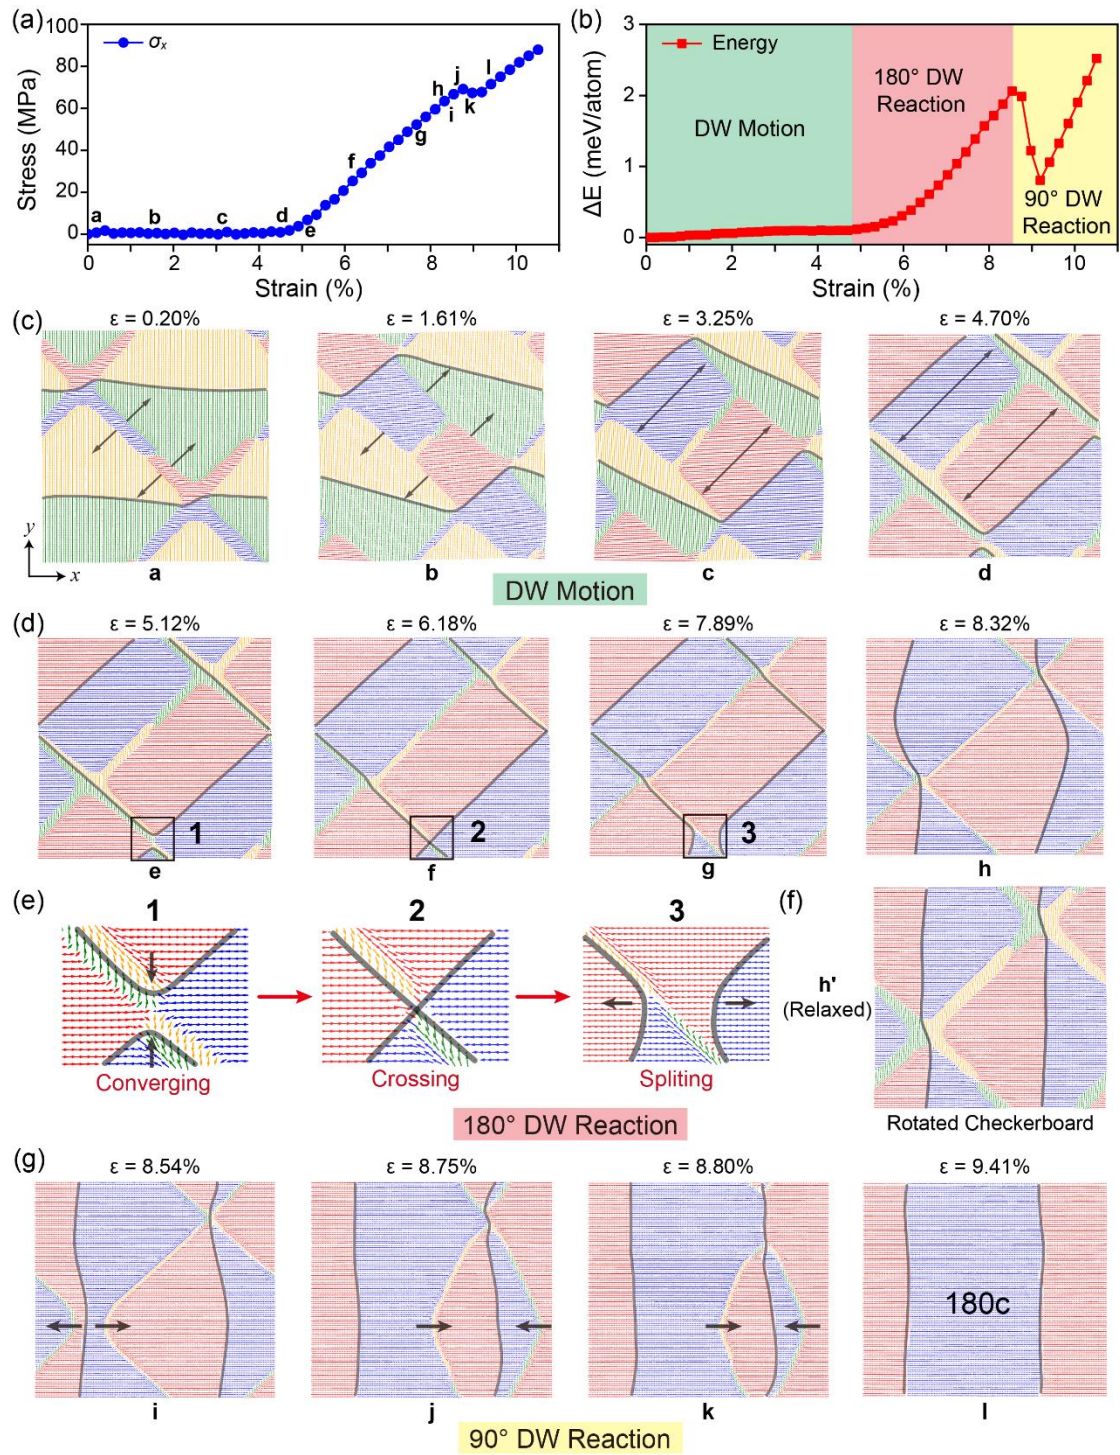 (a)
Stress (MPa)
100
80
60
40
20
0
σx
a
b
c
d
e
f
g
h
i
j
k
l
0 2 4 6 8 10
Strain (%)
(b)
ΔE (meV/atom)
3
2
1
0
Energy
DW Motion
180° DW
Reaction
90° DW
Reaction
0 2 4 6 8 10
Strain (%)
(c)
ε = 0.20%
ε = 1.61%
ε = 3.25%
ε = 4.70%
y
x
a
b
c
d
DW Motion
(d)
ε = 5.12%
ε = 6.18%
ε = 7.89%
ε = 8.32%
1
2
3
e
f
g
h
(e)
1
2
3
Converging
Crossing
Spliting
180° DW Reaction
(f)
h'
(Relaxed)
Rotated Checkerboard
(g)
ε = 8.54%
ε = 8.75%
ε = 8.80%
ε = 9.41%
180c
i
j
k
l
90° DW Reaction